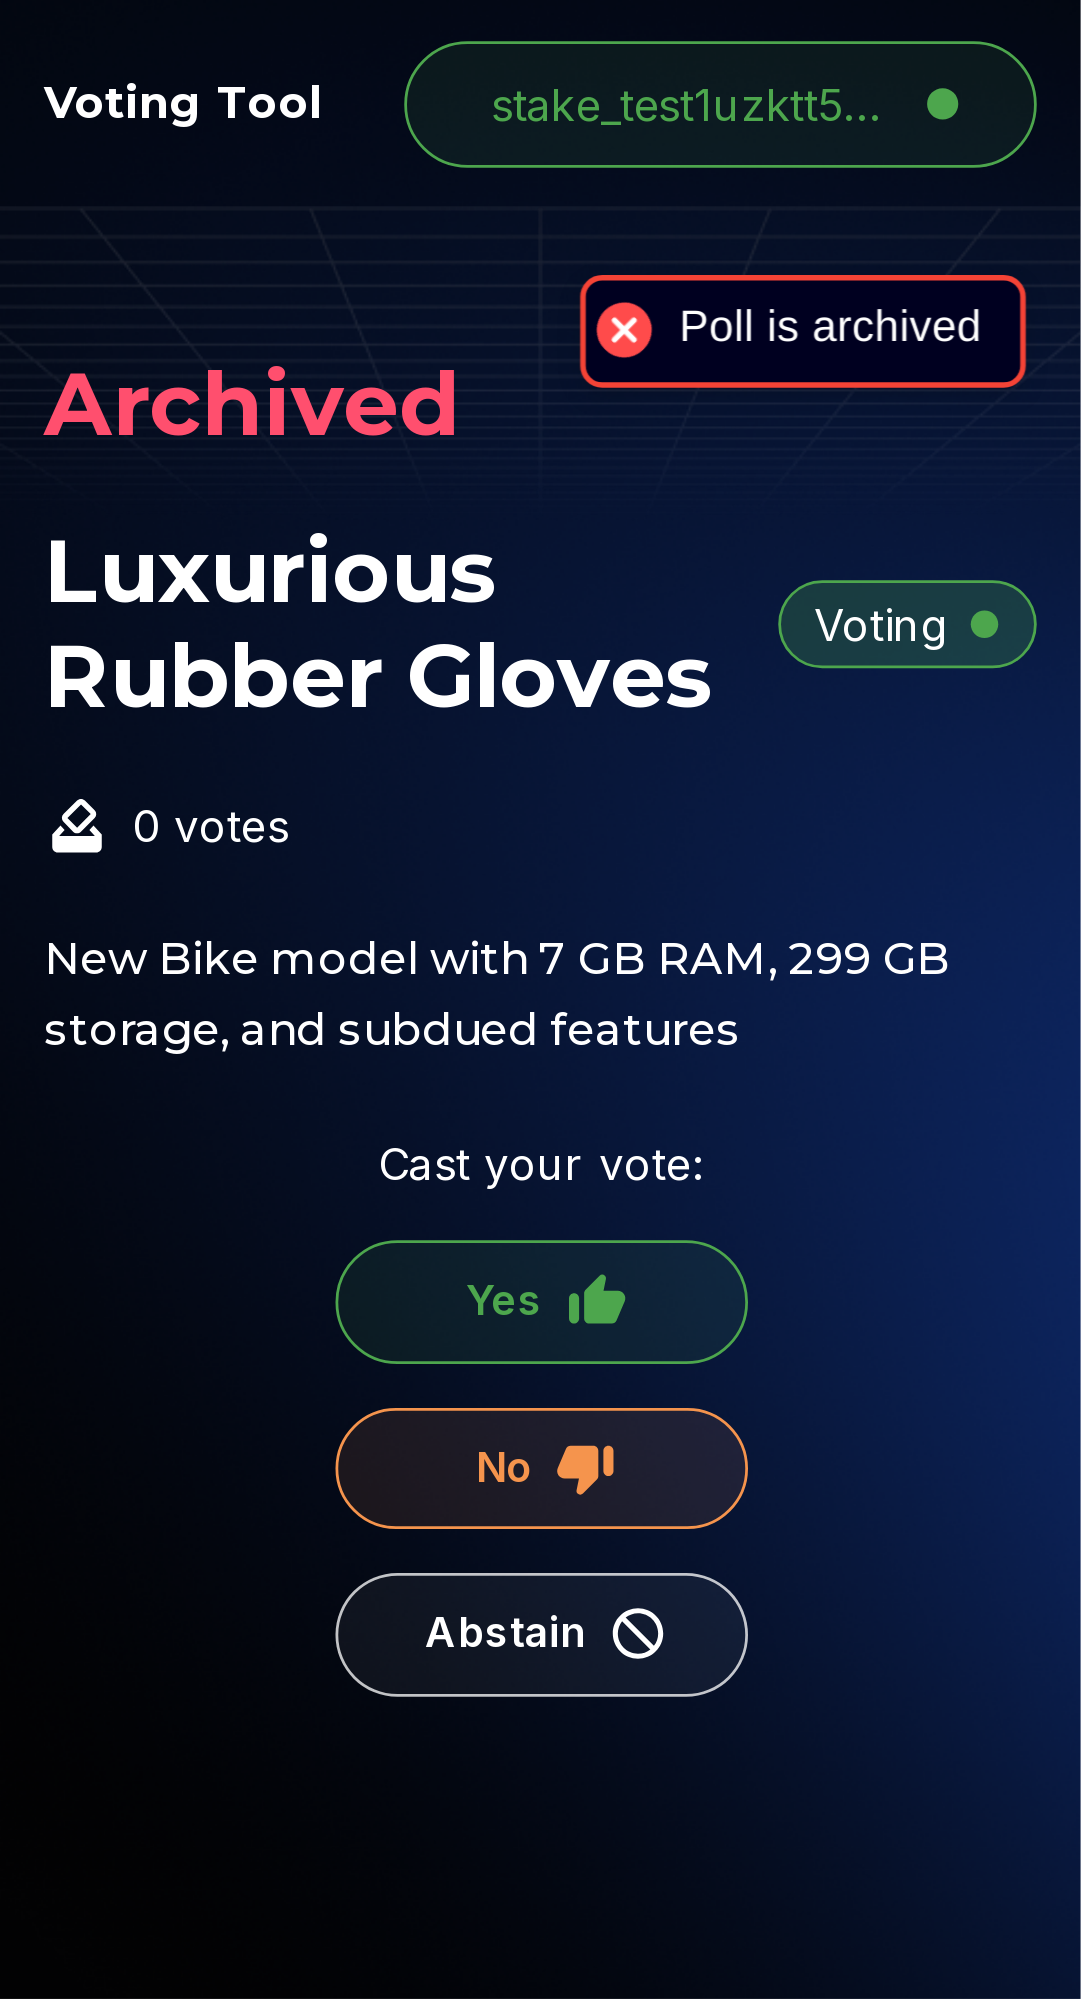 Voting Tool
stake_test1uzktt5...
Poll is archived
Archived
Luxurious
Rubber Gloves
Voting
0 votes
New Bike model with 7 GB RAM, 299 GB
storage, and subdued features
Cast your vote:
Yes
No
Abstain